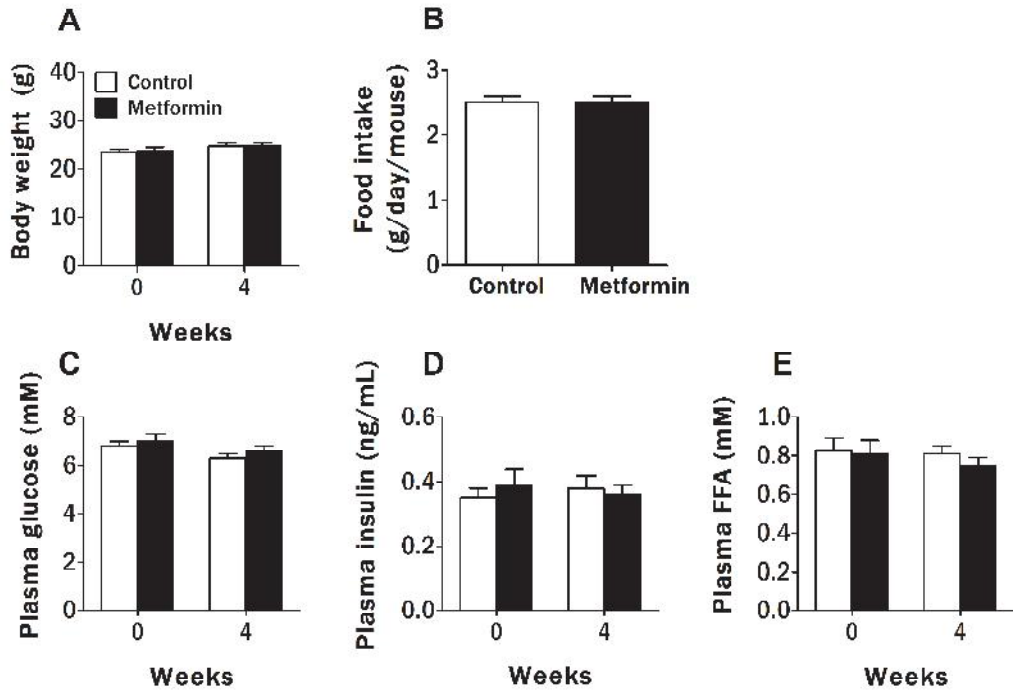 A
Body weight (g)
40
30
20
10
0
Control
Metformin
0
4
Weeks
B
Food intake
(g/day/mouse)
3
2
1
0
Control
Metformin
C
Plasma glucose (mM)
8
6
4
2
0
0
4
Weeks
D
Plasma insulin (ng/mL)
0.6
0.4
0.2
0.0
0
4
Weeks
E
Plasma FFA (mM)
1.0
0.8
0.6
0.4
0.2
0.0
0
4
Weeks